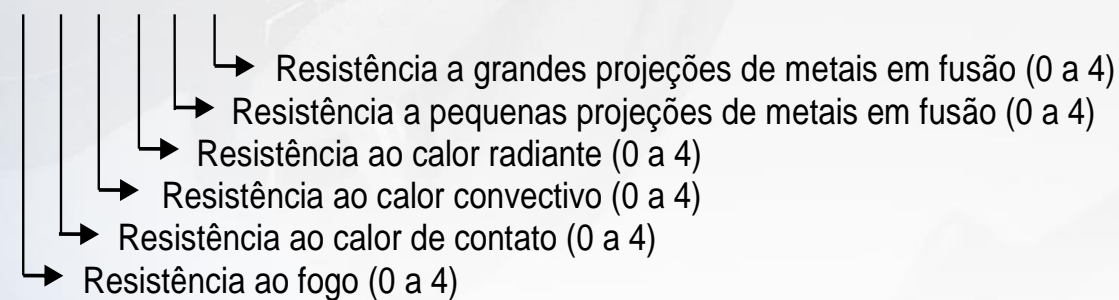 Resistência a grandes projeções de metais em fusão (0 a 4)
Resistência a pequenas projeções de metais em fusão (0 a 4)
Resistência ao calor radiante (0 a 4)
Resistência ao calor convectivo (0 a 4)
Resistência ao calor de contato (0 a 4)
Resistência ao fogo (0 a 4)